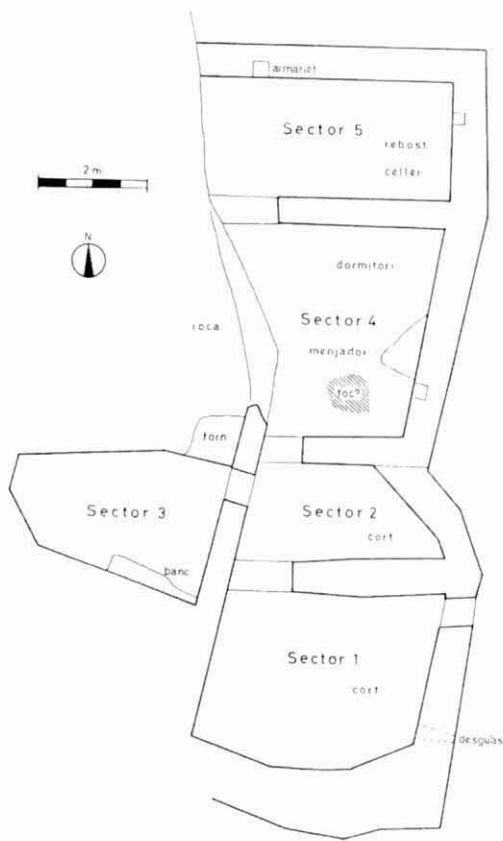 armariet
Sector 5
rebost
celler
2 m
N
dormitori
roca
Sector 4
menjador
foc?
forn
Sector 3
Sector 2
cort
banc
Sector 1
cort
desguàs